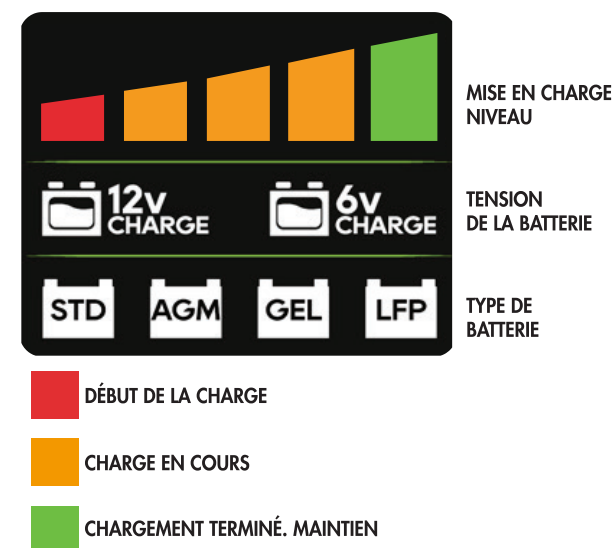 MISE EN CHARGE
NIVEAU
12v
CHARGE
6v
CHARGE
TENSION
DE LA BATTERIE
STD
AGM
GEL
LFP
TYPE DE
BATTERIE
DÉBUT DE LA CHARGE
CHARGE EN COURS
CHARGEMENT TERMINÉ. MAINTIEN